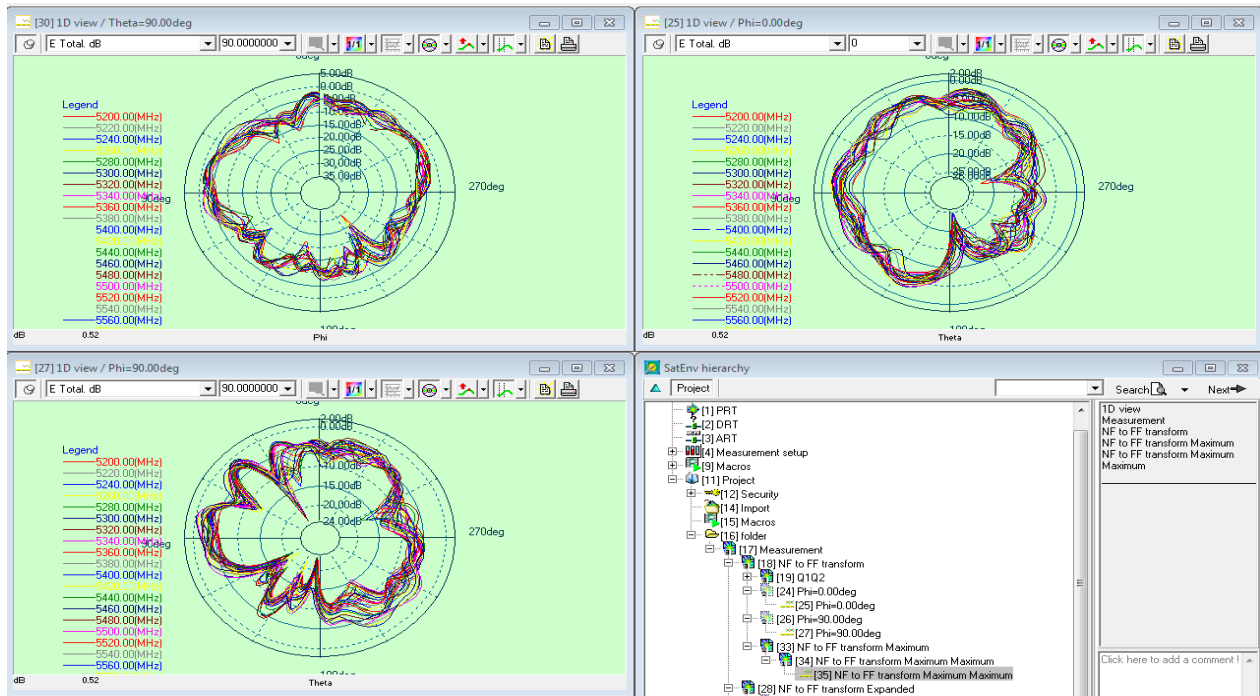 [30] 1D view / Theta=90.00deg
E Total. dB
90.0000000
1/1
5.00dB
0.00dB
15.00dB
20.00dB
25.00dB
30.00dB
35.00dB
270deg
Legend
5200.00(MHz)
5220.00(MHz)
5240.00(MHz)
5280.00(MHz)
5300.00(MHz)
5320.00(MHz)
5340.00(MHz)
5360.00(MHz)
5380.00(MHz)
5400.00(MHz)
5420.00(MHz)
5440.00(MHz)
5460.00(MHz)
5480.00(MHz)
5500.00(MHz)
5520.00(MHz)
5540.00(MHz)
5560.00(MHz)
dB
0.52
Phi
[25] 1D view / Phi=0.00deg
E Total. dB
0
1/1
2.00dB
0.00dB
10.00dB
15.00dB
20.00dB
270deg
Legend
5200.00(MHz)
5220.00(MHz)
5240.00(MHz)
5280.00(MHz)
5300.00(MHz)
5320.00(MHz)
5340.00(MHz)
5360.00(MHz)
5380.00(MHz)
5400.00(MHz)
5420.00(MHz)
5440.00(MHz)
5460.00(MHz)
5480.00(MHz)
5500.00(MHz)
5520.00(MHz)
5540.00(MHz)
5560.00(MHz)
dB
0.52
Theta
[27] 1D view / Phi=90.00deg
E Total. dB
90.0000000
1/1
2.00dB
0.00dB
10.00dB
15.00dB
20.00dB
24.00dB
270deg
Legend
5200.00(MHz)
5220.00(MHz)
5240.00(MHz)
5280.00(MHz)
5300.00(MHz)
5320.00(MHz)
5340.00(MHz)
5360.00(MHz)
5380.00(MHz)
5400.00(MHz)
5440.00(MHz)
5460.00(MHz)
5480.00(MHz)
5500.00(MHz)
5520.00(MHz)
5540.00(MHz)
5560.00(MHz)
dB
0.52
Theta
SatEnv hierarchy
Project
Search
Next
[1] PRT
[2] DRT
[3] ART
[4] Measurement setup
[9] Macros
[11] Project
[12] Security
[14] Import
[15] Macros
[16] folder
[17] Measurement
[18] NF to FF transform
[19] Q1Q2
[24] Phi=0.00deg
[25] Phi=0.00deg
[26] Phi=90.00deg
[27] Phi=90.00deg
[33] NF to FF transform Maximum
[34] NF to FF transform Maximum Maximum
[35] NF to FF transform Maximum Maximum
[28] NF to FF transform Expanded
1D view
Measurement
NF to FF transform
NF to FF transform Maximum
NF to FF transform Maximum
Maximum
Click here to add a comment !